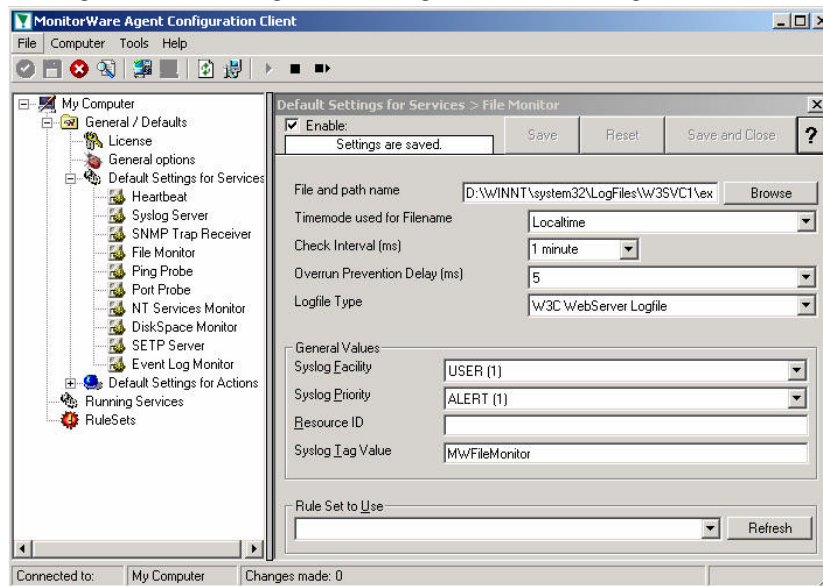 MonitorWare Agent Configuration Client
File Computer Tools Help
My Computer
General / Defaults
License
General options
Default Settings for Services
Heartbeat
Syslog Server
SNMP Trap Receiver
File Monitor
Ping Probe
Port Probe
NT Services Monitor
DiskSpace Monitor
SETP Server
Event Log Monitor
Default Settings for Actions
Running Services
RuleSets
Default Settings for Services > File Monitor
Enable:
Settings are saved.
Save Reset Save and Close ?
File and path name D:\WINNT\system32\LogFiles\W3SVC1\ex Browse
Timemode used for Filename Localtime
Check Interval (ms) 1 minute
Overrun Prevention Delay (ms) 5
Logfile Type W3C WebServer Logfile
General Values
Syslog Facility USER (1)
Syslog Priority ALERT (1)
Resource ID
Syslog Tag Value MWFileMonitor
Rule Set to Use
Refresh
Connected to: My Computer Changes made: 0